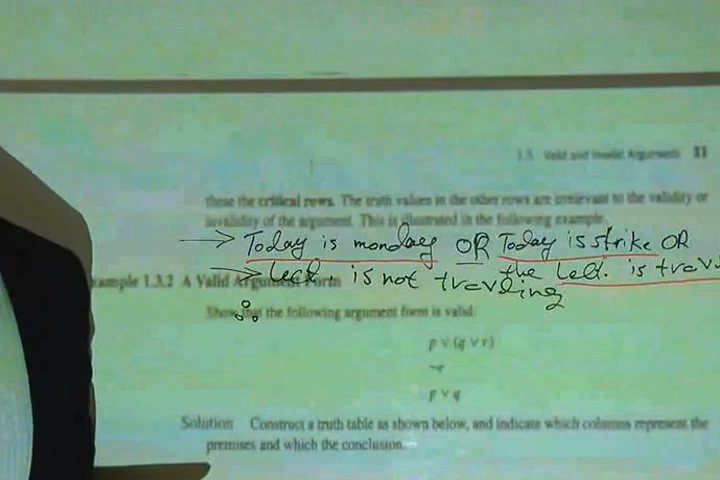 1.3 Valid and Invalid Arguments 11
these the critical rows. The truth values in the other rows are irrelevant to the validity or
invalidity of the argument. This is illustrated in the following example.
→ Today is monday OR Today is strike OR
the Lect. is trav
→ Lect. is not travling
Example 1.3.2 A Valid Argument Form
Show that the following argument form is valid:
p ∨ (q ∨ r)
~r
p ∨ q
Solution Construct a truth table as shown below, and indicate which columns represent the
premises and which the conclusion.